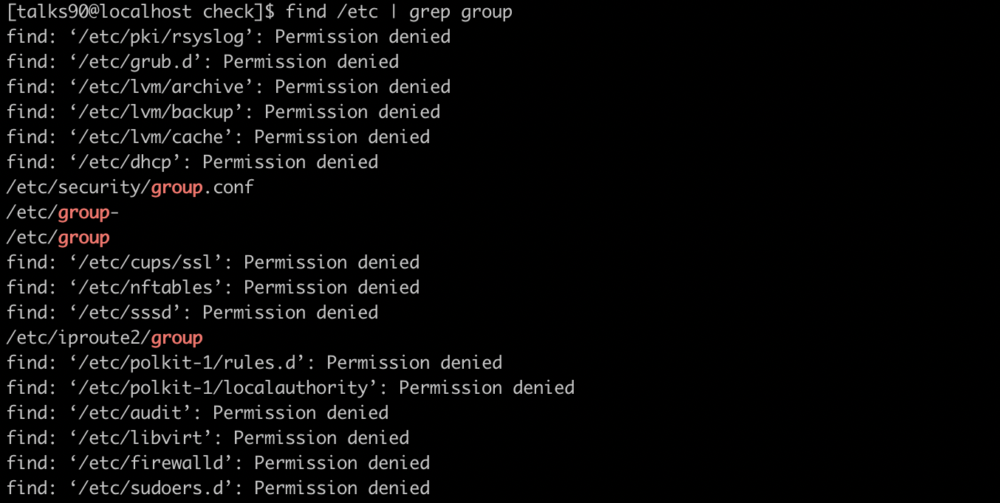 [talks90@localhost check]$ find /etc | grep group
find: ‘/etc/pki/rsyslog’: Permission denied
find: ‘/etc/grub.d’: Permission denied
find: ‘/etc/lvm/archive’: Permission denied
find: ‘/etc/lvm/backup’: Permission denied
find: ‘/etc/lvm/cache’: Permission denied
find: ‘/etc/dhcp’: Permission denied
/etc/security/group.conf
/etc/group-
/etc/group
find: ‘/etc/cups/ssl’: Permission denied
find: ‘/etc/nftables’: Permission denied
find: ‘/etc/sssd’: Permission denied
/etc/iproute2/group
find: ‘/etc/polkit-1/rules.d’: Permission denied
find: ‘/etc/polkit-1/localauthority’: Permission denied
find: ‘/etc/audit’: Permission denied
find: ‘/etc/libvirt’: Permission denied
find: ‘/etc/firewalld’: Permission denied
find: ‘/etc/sudoers.d’: Permission denied